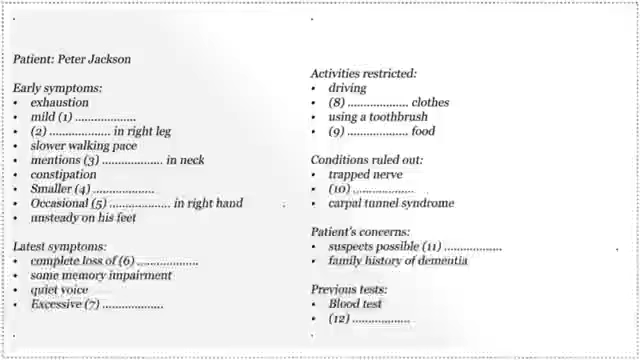 Patient: Peter Jackson
Early symptoms:
• exhaustion
• mild (1) ...................
• (2) ................... in right leg
• slower walking pace
• mentions (3) ................... in neck
• constipation
• Smaller (4) ...................
• Occasional (5) ................... in right hand
• unsteady on his feet
Latest symptoms:
• complete loss of (6) ...................
• some memory impairment
• quiet voice
• Excessive (7) ...................
Activities restricted:
• driving
• (8) ................... clothes
• using a toothbrush
• (9) ................... food
Conditions ruled out:
• trapped nerve
• (10) ...................
• carpal tunnel syndrome
Patient's concerns:
• suspects possible (11) ...................
• family history of dementia
Previous tests:
• Blood test
• (12) ...................